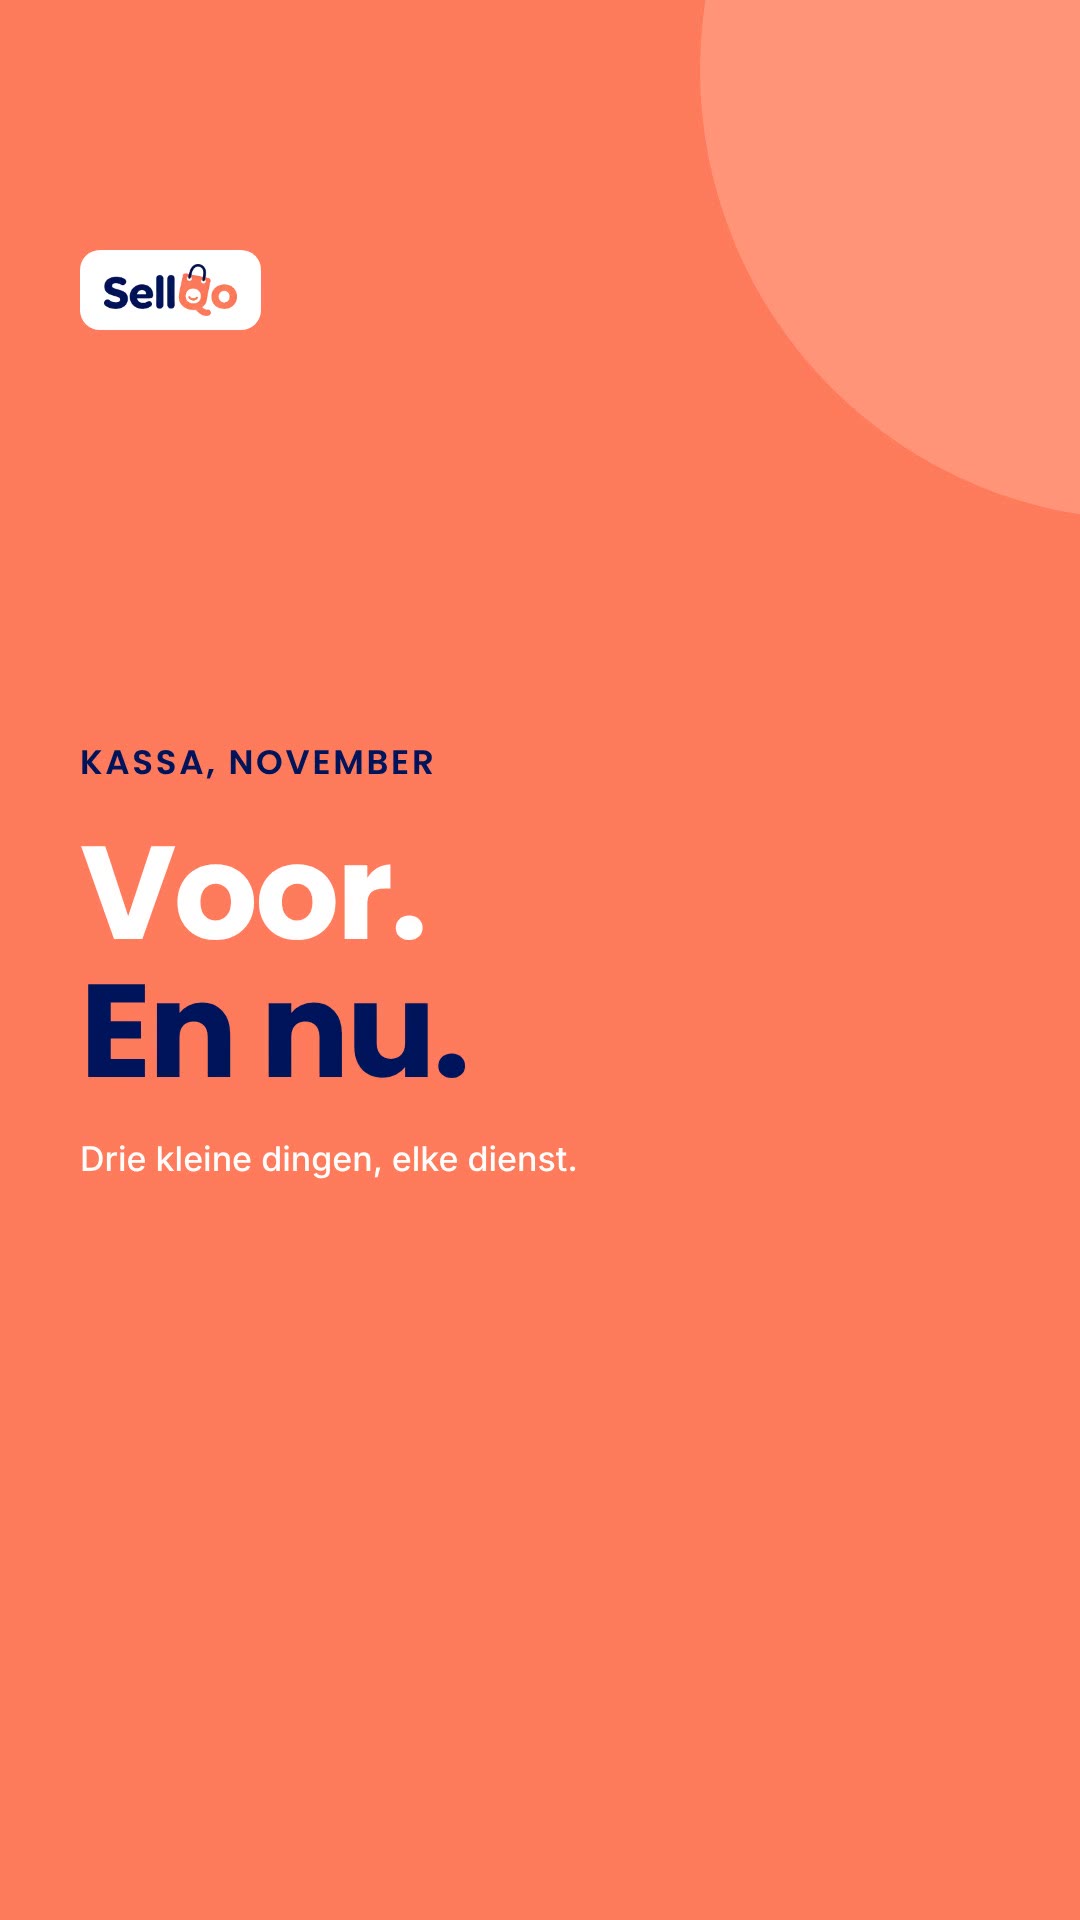 SellQo
KASSA, NOVEMBER
Voor.
En nu.
Drie kleine dingen, elke dienst.